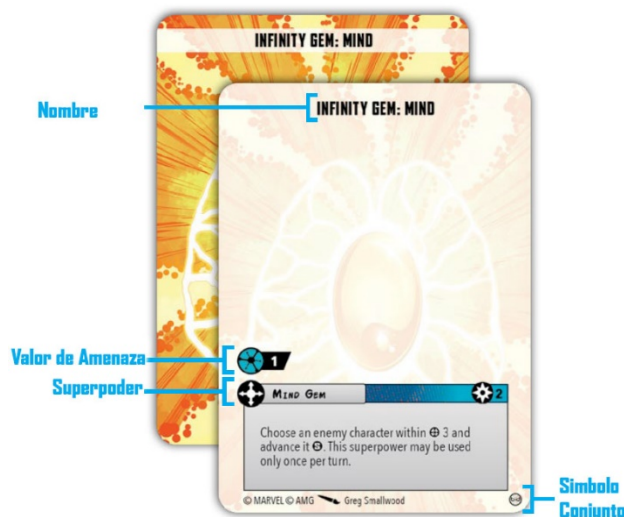 INFINITY GEM: MIND
INFINITY GEM: MIND
Nombre
Valor de Amenaza
1
Superpoder
MIND GEM
2
Choose an enemy character within 3 and
advance it S. This superpower may be used
only once per turn.
© MARVEL © AMG Greg Smallwood
Simbolo
Conjunto